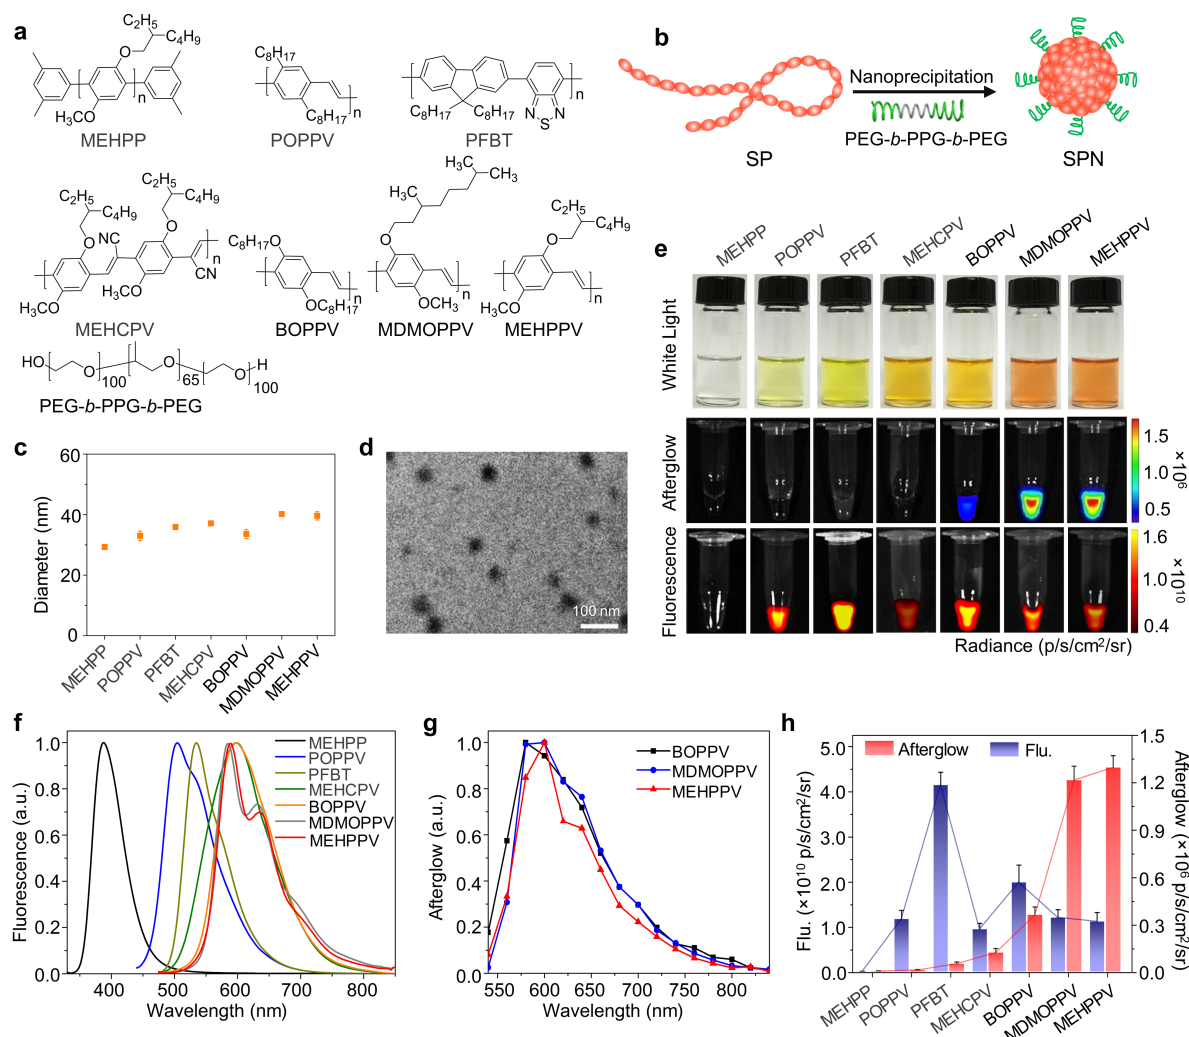 a
C2H5
C4H9
O
n
H3CO
MEHPP
C8H17
C8H17
n
POPPV
C8H17 C8H17
N N
S
n
PFBT
C2H5
C4H9
O
NC
C2H5
C4H9
O
n
CN
OCH3
H3CO
MEHCPV
C8H17O
OC8H17
n
BOPPV
H3C
CH3
H3C
O
OCH3
n
MDMOPPV
C2H5
C4H9
O
H3CO
n
MEHPPV
HO
O
100
O
65
O
H
100
PEG-b-PPG-b-PEG
b
Nanoprecipitation
PEG-b-PPG-b-PEG
SP
SPN
c
Diameter (nm)
60
40
20
0
MEHPP
POPPV
PFBT
MEHCPV
BOPPV
MDMOPPV
MEHPPV
d
100 nm
e
MEHPP
POPPV
PFBT
MEHCPV
BOPPV
MDMOPPV
MEHPPV
White Light
Afterglow
1.5
1.0
0.5
×10⁶
Fluorescence
1.6
1.0
0.4
×10¹⁰
Radiance (p/s/cm²/sr)
f
Fluorescence (a.u.)
1.0
0.8
0.6
0.4
0.2
0.0
400 500 600 700 800
Wavelength (nm)
MEHPP
POPPV
PFBT
MEHCPV
BOPPV
MDMOPPV
MEHPPV
g
Afterglow (a.u.)
1.0
0.8
0.6
0.4
0.2
0.0
550 600 650 700 750 800
Wavelength (nm)
BOPPV
MDMOPPV
MEHPPV
h
Flu. (×10¹⁰ p/s/cm²/sr)
5.0
4.0
3.0
2.0
1.0
0.0
Afterglow Flu.
1.5
1.2
0.9
0.6
0.3
0.0
Afterglow (×10⁶ p/s/cm²/sr)
MEHPP
POPPV
PFBT
MEHCPV
BOPPV
MDMOPPV
MEHPPV